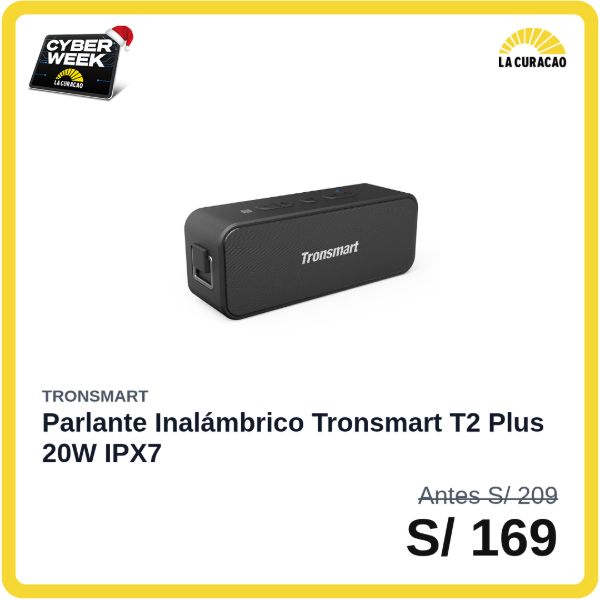 CYBER
WEEK
LA CURACAO
LA CURACAO
Tronsmart
TRONSMART
Parlante Inalámbrico Tronsmart T2 Plus
20W IPX7
Antes S/ 209
S/ 169